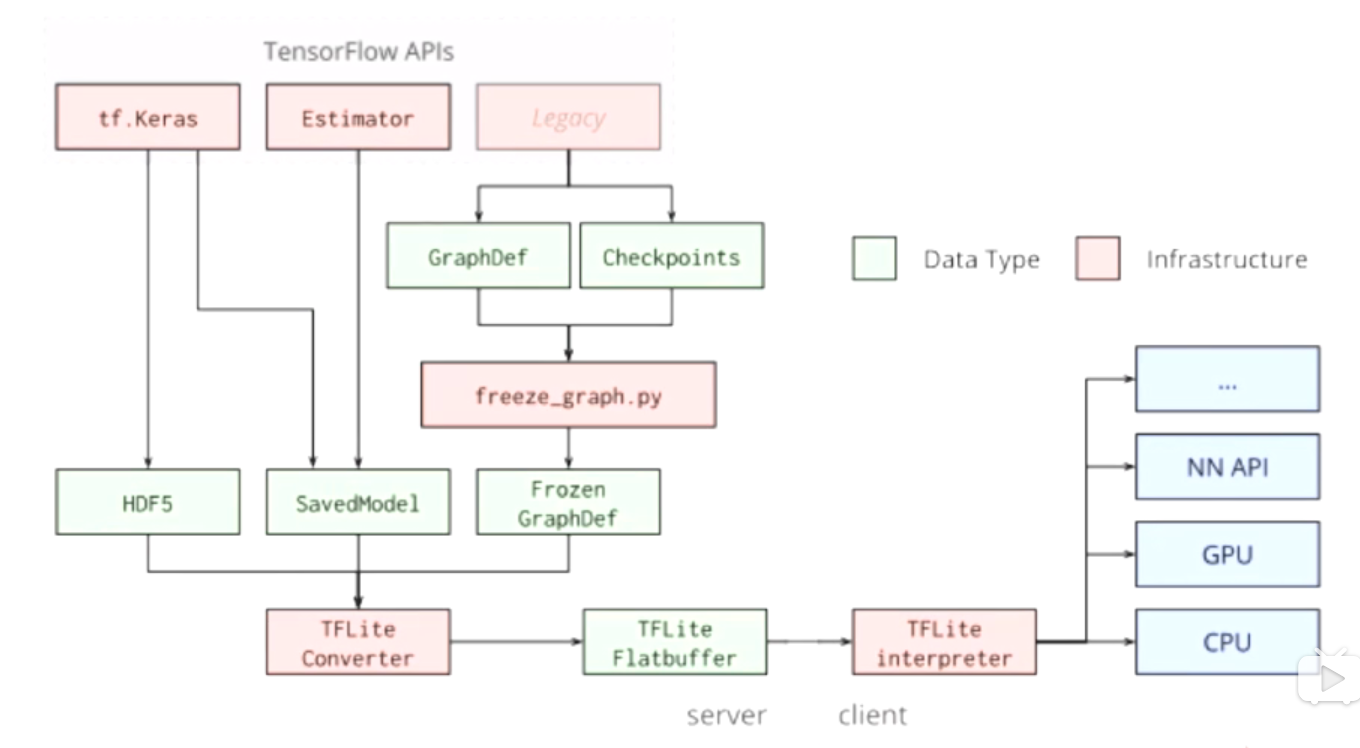 TensorFlow APIs
tf.Keras
Estimator
Legacy
GraphDef
Checkpoints
Data Type
Infrastructure
freeze_graph.py
...
NN API
HDF5
SavedModel
Frozen
GraphDef
GPU
TFLite
Converter
TFLite
Flatbuffer
TFLite
interpreter
CPU
server
client